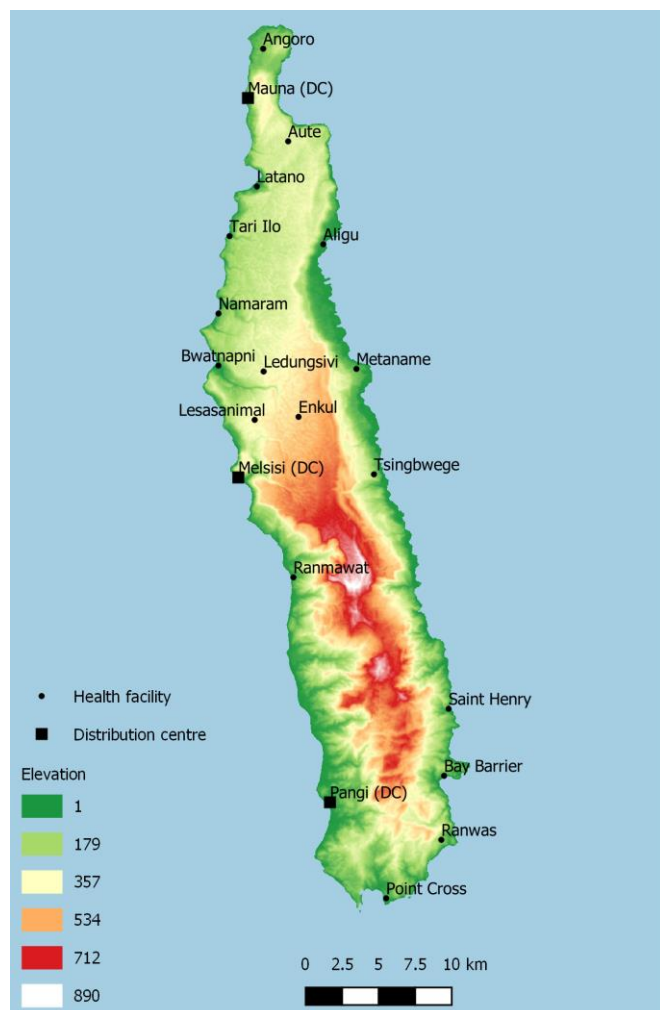 Angoro
Mauna (DC)
Aute
Latano
Tari Ilo
Aligu
Namaram
Bwatnapni
Ledungsivi
Metaname
Lesasanimal
Enkul
Melsisi (DC)
Tsingbwege
Ranmawat
Health facility
Saint Henry
Distribution centre
Bay Barrier
Elevation
Pangi (DC)
1
Ranwas
179
357
Point Cross
534
712
0 2.5 5 7.5 10 km
890